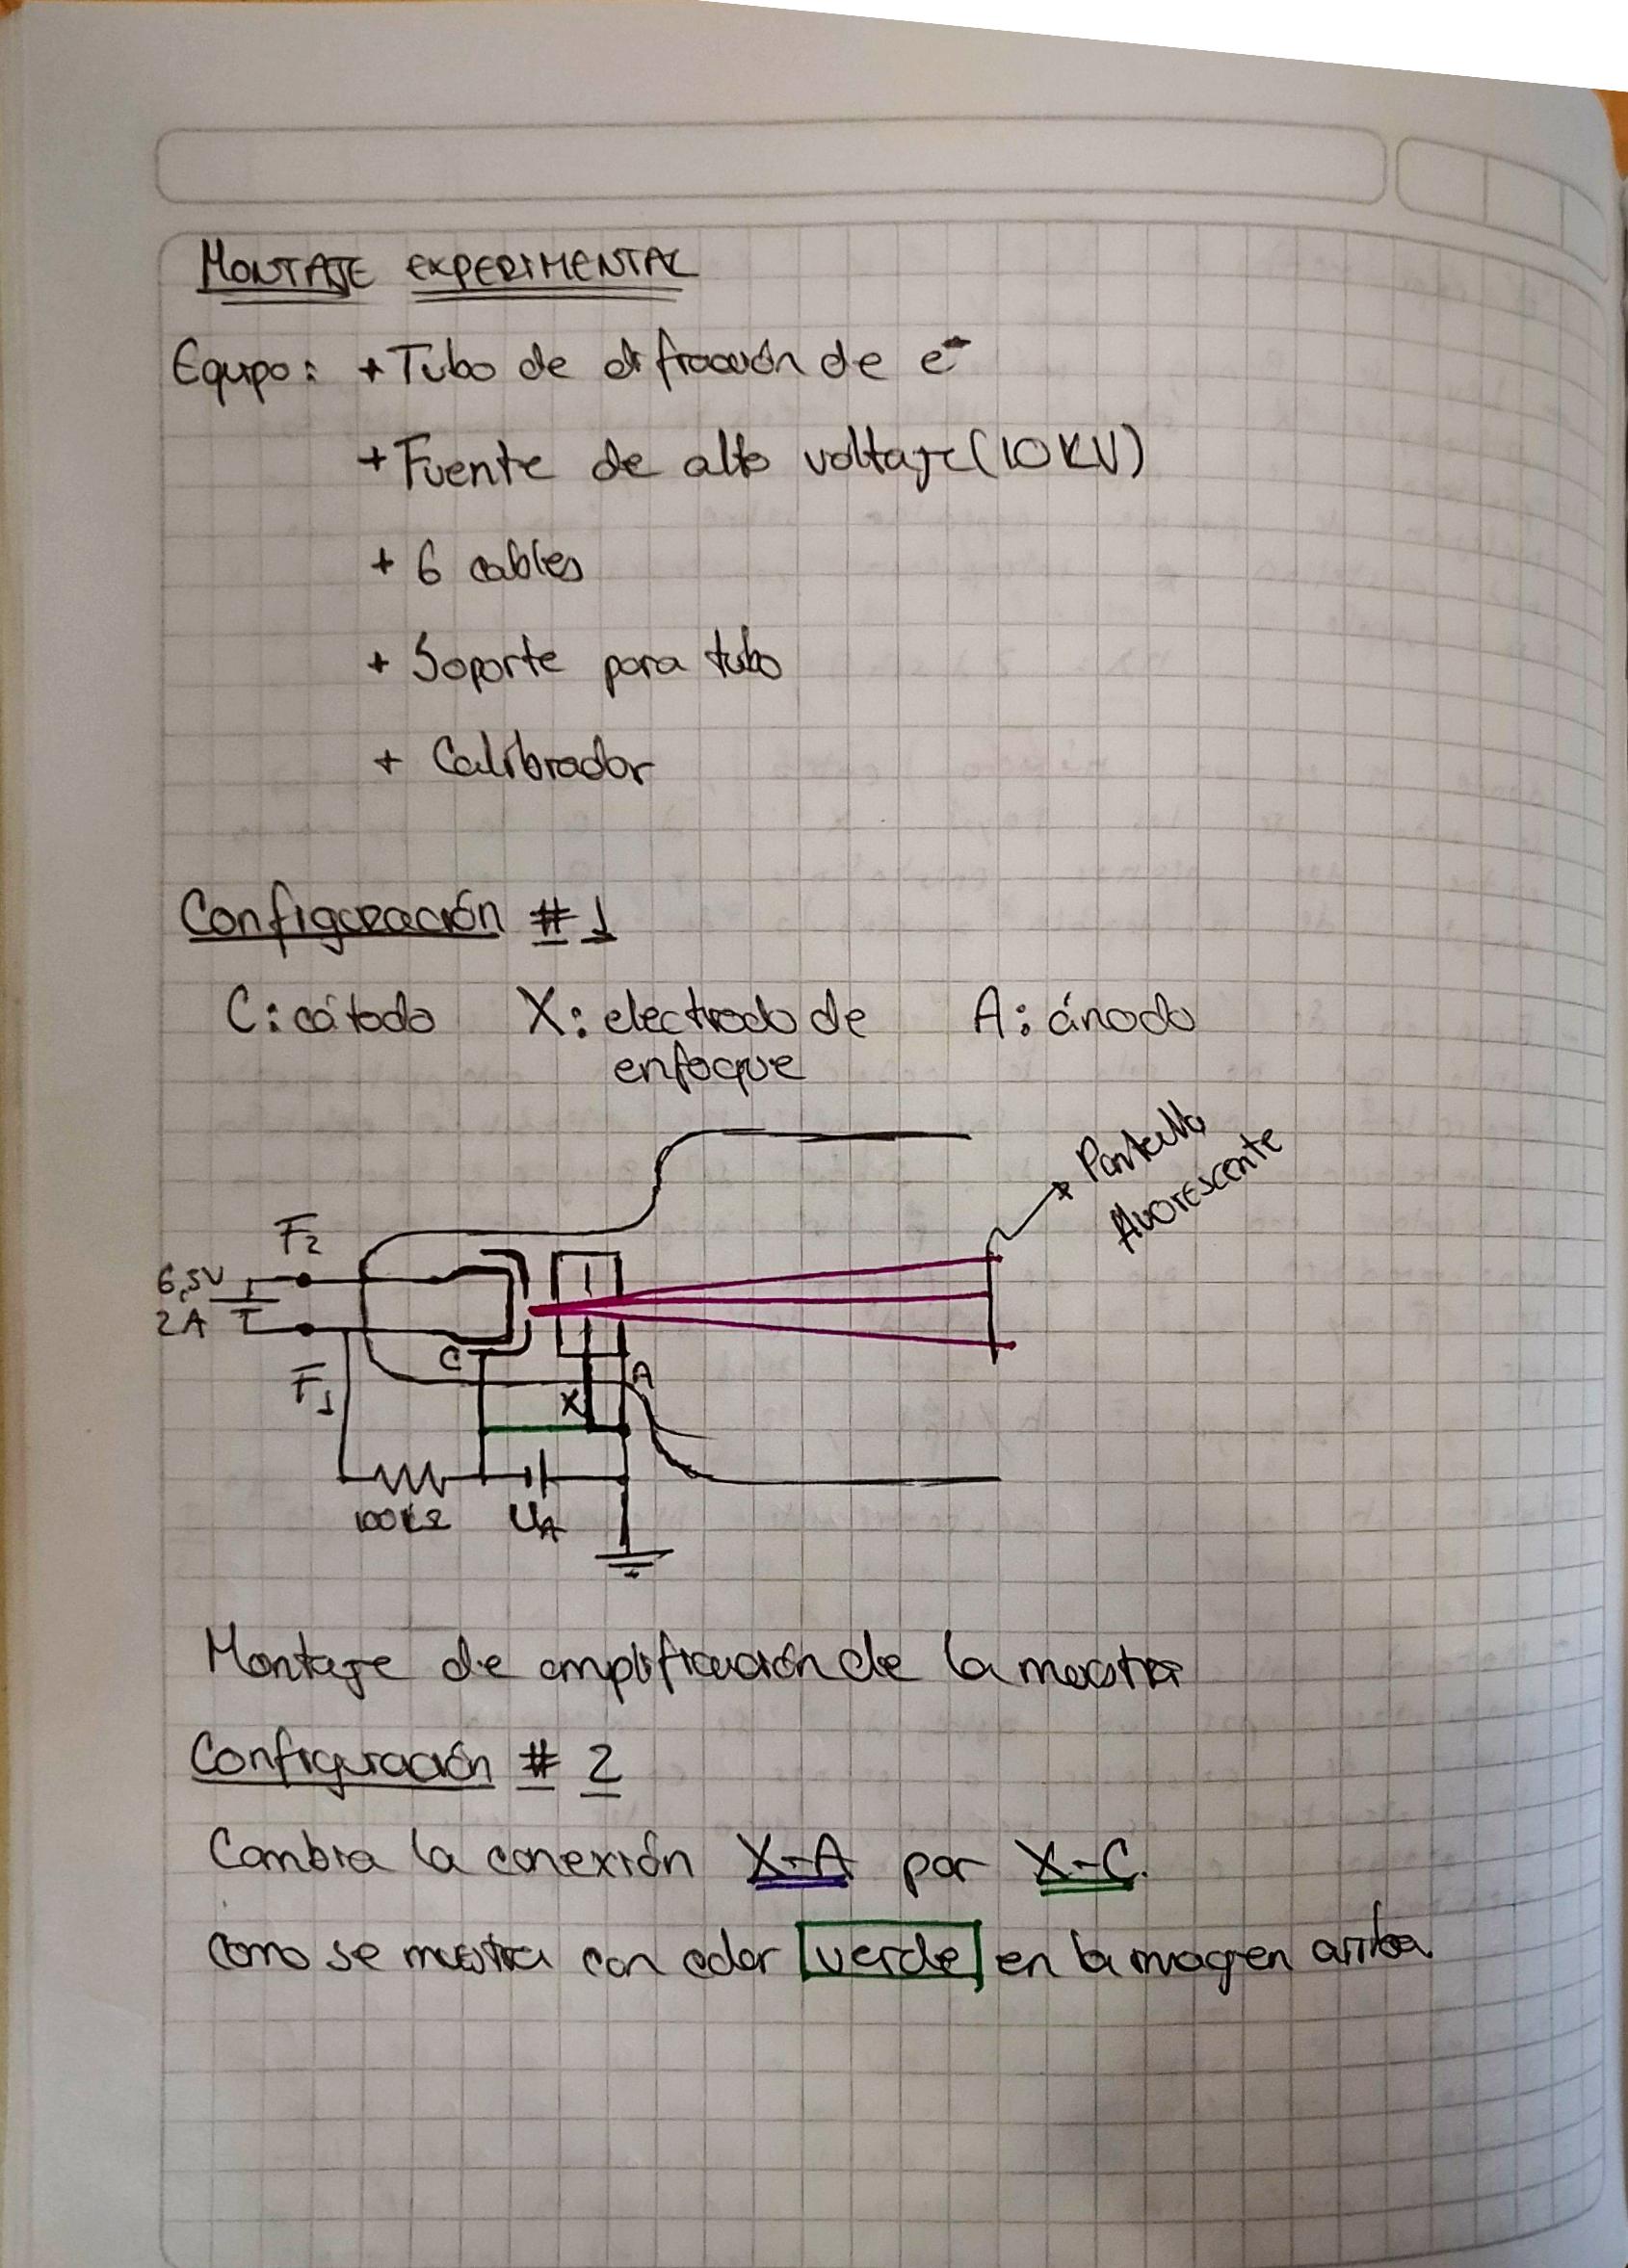 MONTAJE EXPERIMENTAL
Equipo: + Tubo de difracción de e⁻
+ Fuente de alto voltaje (10 KV)
+ 6 cables
+ Soporte para tubo
+ Calibrador
Configuración # 1
C: cátodo X: electrodo de enfoque A: ánodo
Pantalla
fluorescente
F₂
6,5V
2A
C
A
F₁
X
100kΩ
U_A
Montaje de amplificación de la muestra
Configuración # 2
Cambia la conexión X-A por X-C.
como se muestra con color verde en la imagen arriba